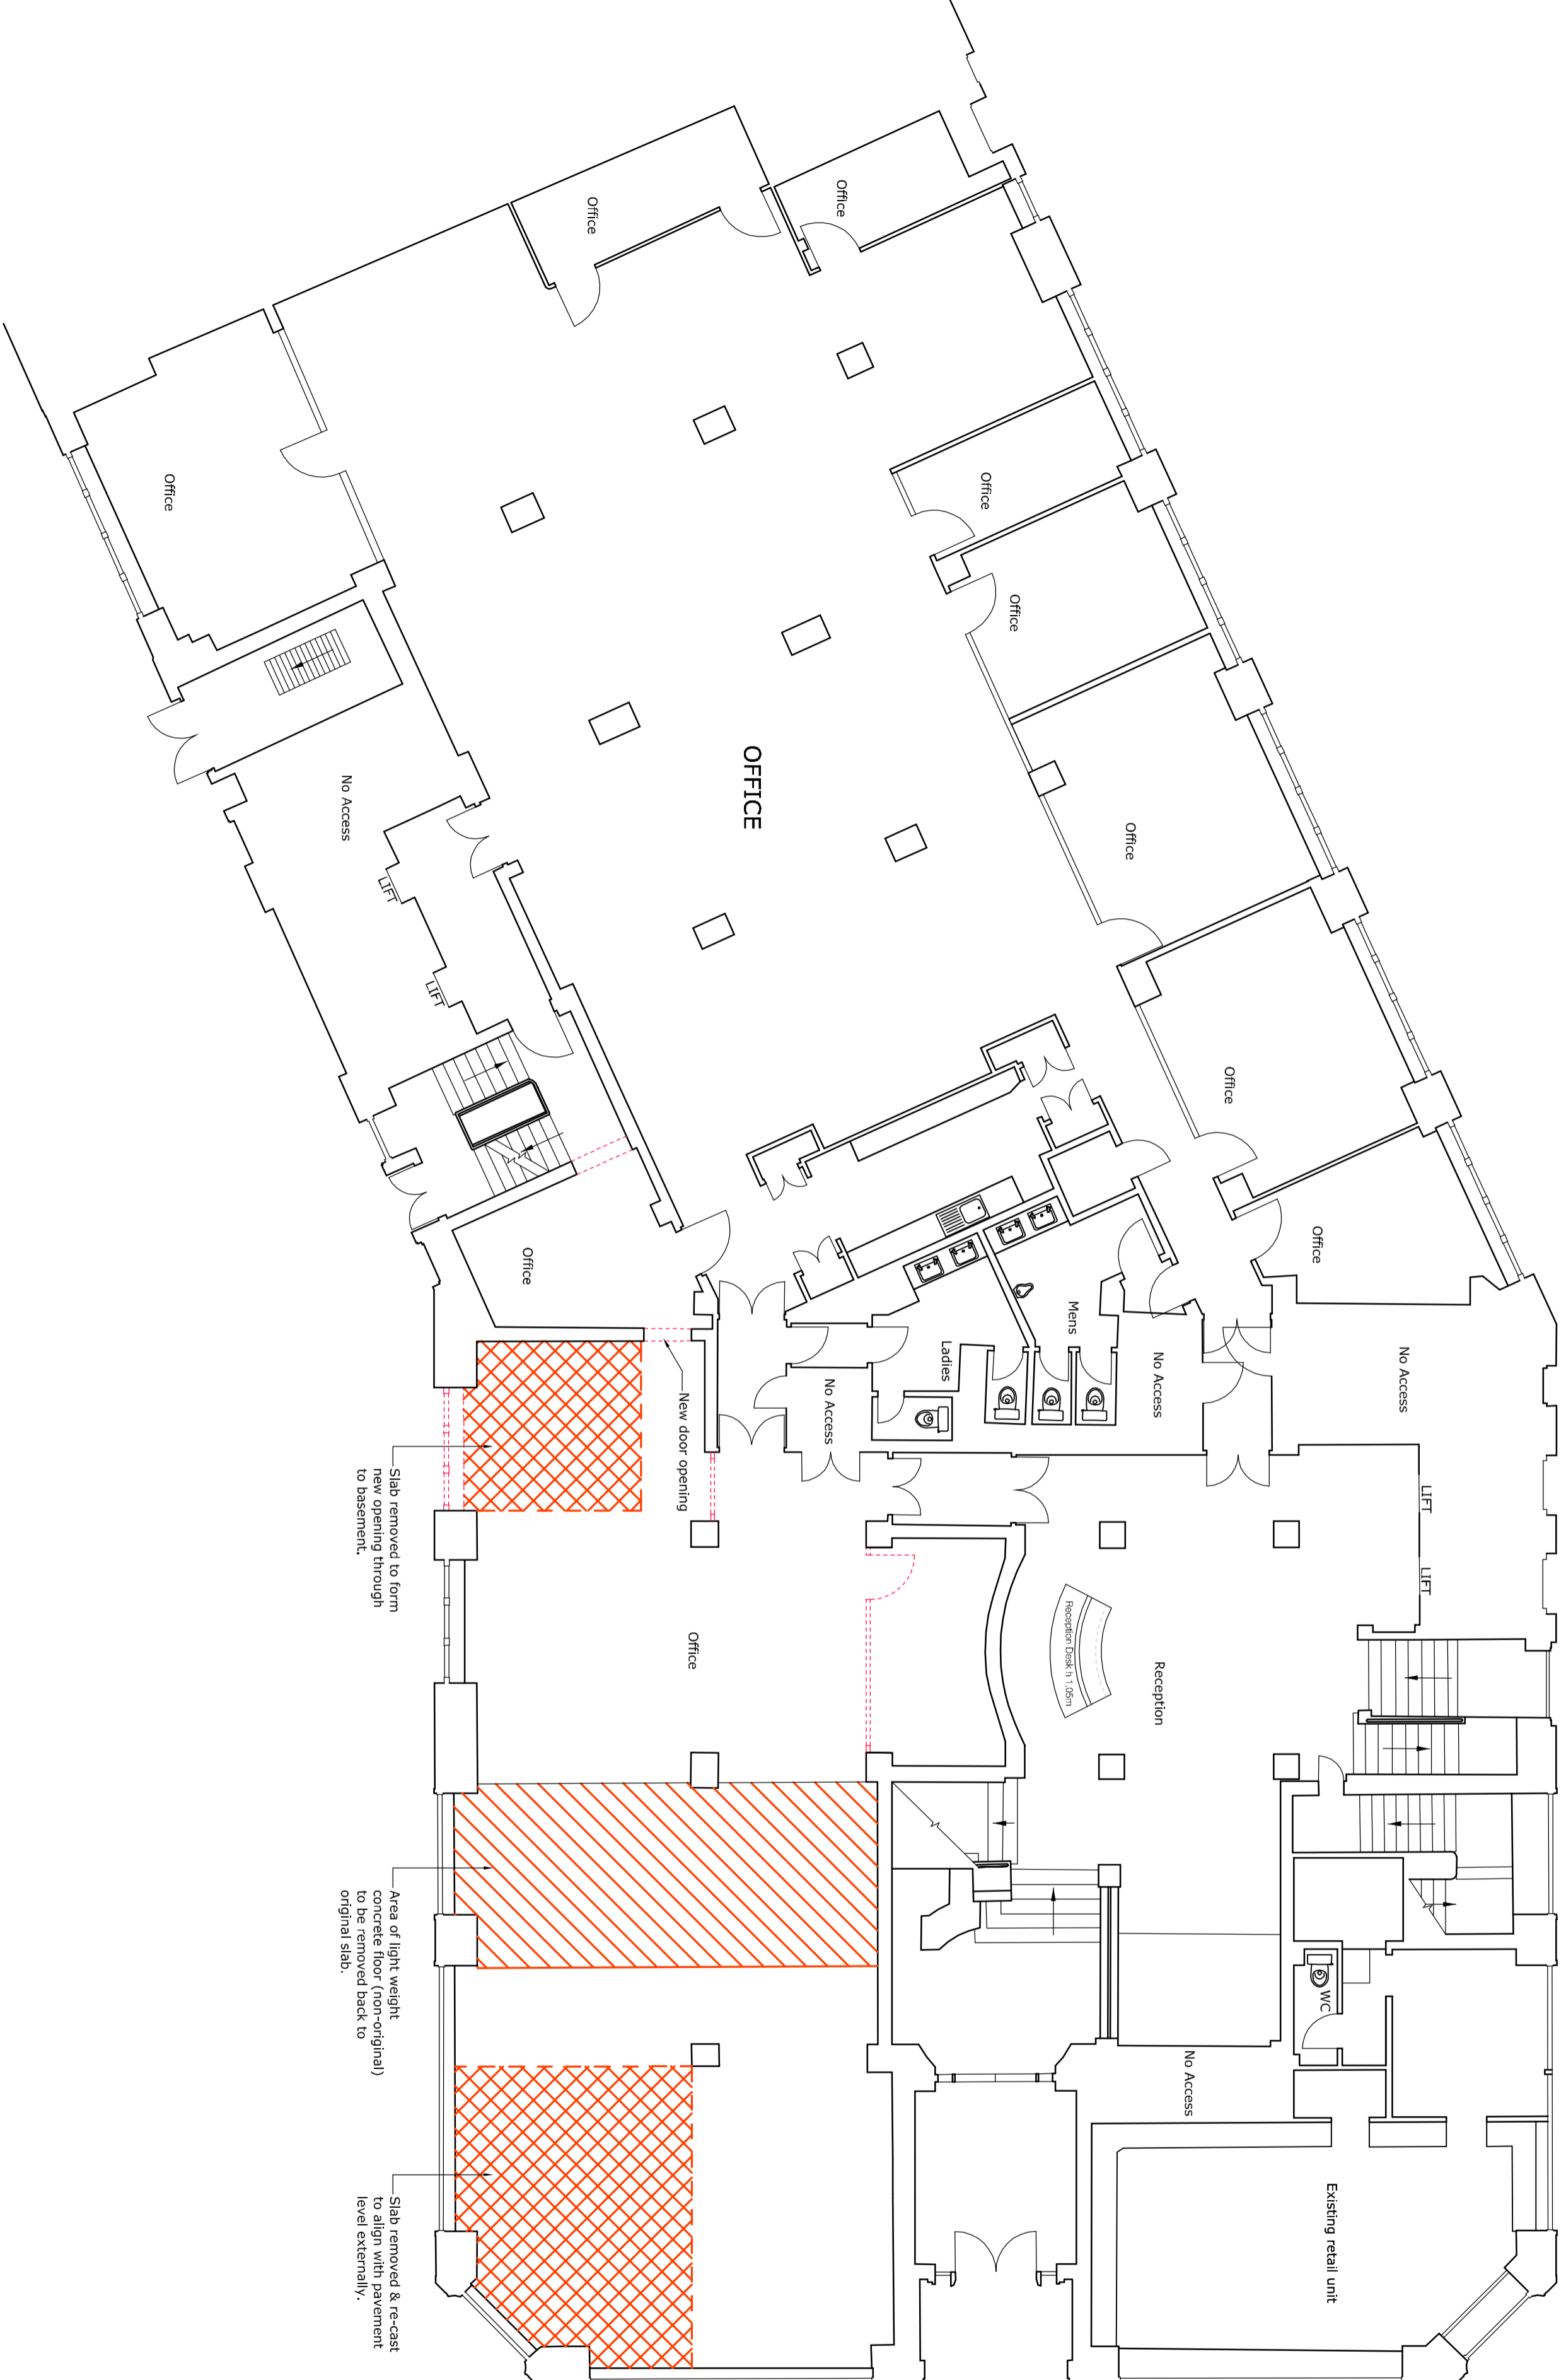 Office
Office
Office
Office
Office
Office
Office
Office
Office
Office
OFFICE
No Access
LIFT
LIFT
Mens
Ladies
No Access
No Access
No Access
LIFT
LIFT
New door opening
Slab removed to form
new opening through
to basement.
Office
Reception Desk h 1,05m
Reception
Area of light weight
concrete floor (non-original)
to be removed back to
original slab.
WC
No Access
Existing retail unit
Slab removed & re-cast
to align with pavement
level externally.